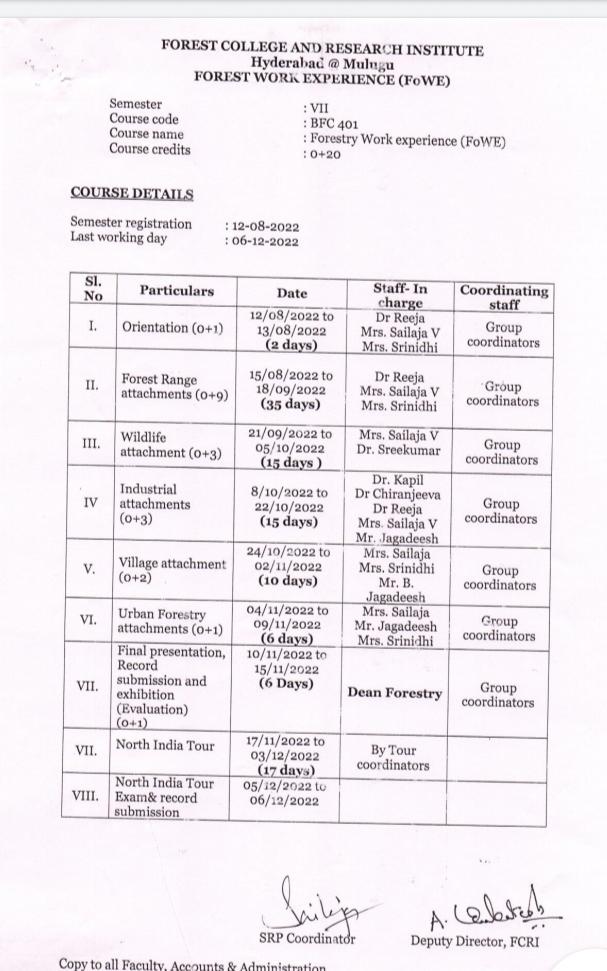 FOREST COLLEGE AND RESEARCH INSTITUTE
Hyderabad @ Mulugu
FOREST WORK EXPERIENCE (FoWE)
Semester : VII
Course code : BFC 401
Course name : Forestry Work experience (FoWE)
Course credits : 0+20
COURSE DETAILS
Semester registration : 12-08-2022
Last working day : 06-12-2022
Sl. No Particulars Date Staff- In charge Coordinating staff
I. Orientation (0+1) 12/08/2022 to 13/08/2022 (2 days) Dr Reeja Mrs. Sailaja V Mrs. Srinidhi Group coordinators
II. Forest Range attachments (0+9) 15/08/2022 to 18/09/2022 (35 days) Dr Reeja Mrs. Sailaja V Mrs. Srinidhi Group coordinators
III. Wildlife attachment (0+3) 21/09/2022 to 05/10/2022 (15 days ) Mrs. Sailaja V Dr. Sreekumar Group coordinators
IV Industrial attachments (0+3) 8/10/2022 to 22/10/2022 (15 days) Dr. Kapil Dr Chiranjeeva Dr Reeja Mrs. Sailaja V Mr. Jagadeesh Group coordinators
V. Village attachment (0+2) 24/10/2022 to 02/11/2022 (10 days) Mrs. Sailaja Mrs. Srinidhi Mr. B. Jagadeesh Group coordinators
VI. Urban Forestry attachments (0+1) 04/11/2022 to 09/11/2022 (6 days) Mrs. Sailaja Mr. Jagadeesh Mrs. Srinidhi Group coordinators
VII. Final presentation, Record submission and exhibition (Evaluation) (0+1) 10/11/2022 to 15/11/2022 (6 Days) Dean Forestry Group coordinators
VII. North India Tour 17/11/2022 to 03/12/2022 (17 days) By Tour coordinators
VIII. North India Tour Exam& record submission 05/12/2022 to 06/12/2022
Sailaja
SRP Coordinator
Deputy Director, FCRI
Copy to all Faculty, Accounts & Administration